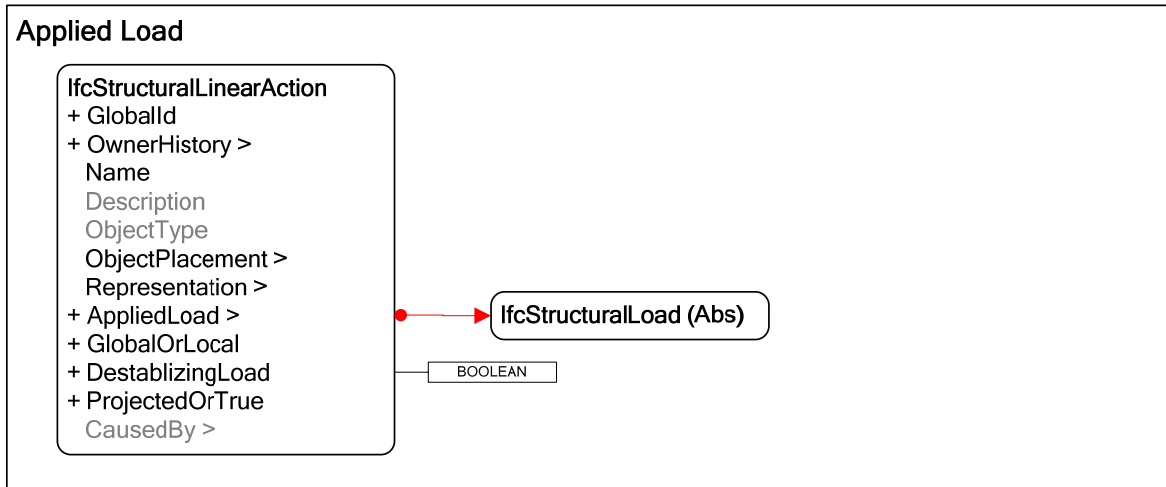 Applied Load
IfcStructuralLinearAction
+ GlobalId
+ OwnerHistory >
Name
Description
ObjectType
ObjectPlacement >
Representation >
+ AppliedLoad >
IfcStructuralLoad (Abs)
+ GlobalOrLocal
+ DestablizingLoad
BOOLEAN
+ ProjectedOrTrue
CausedBy >